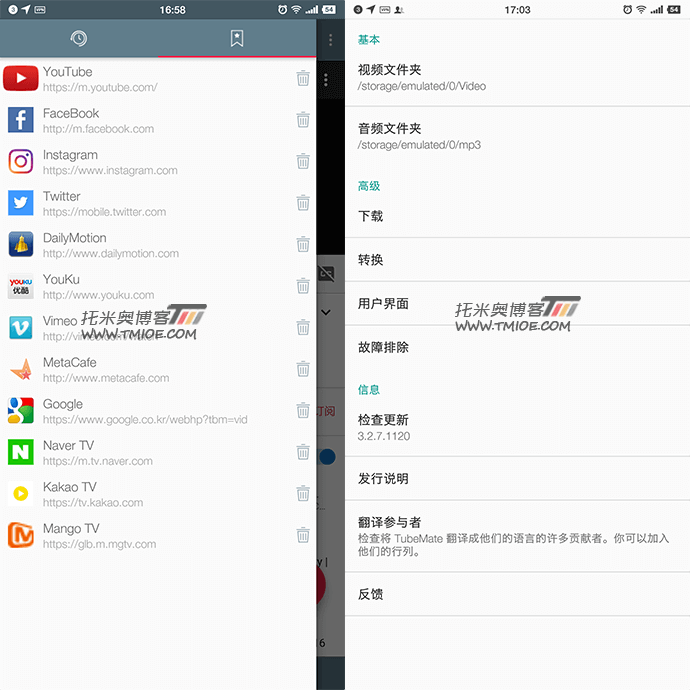 16:58
54
YouTube
https://m.youtube.com/
FaceBook
http://m.facebook.com
Instagram
https://www.instagram.com
Twitter
https://mobile.twitter.com
DailyMotion
http://www.dailymotion.com
YouKu
http://www.youku.com
YOUKU
优酷
Vimeo
托米奥博客
WWW.TMIOE.COM
MetaCafe
http://www.metacafe.com
Google
https://www.google.co.kr/webhp?tbm=vid
订阅
Naver TV
https://m.tv.naver.com
Kakao TV
https://tv.kakao.com
Mango TV
https://glb.m.mgtv.com
17:03
54
基本
视频文件夹
/storage/emulated/0/Video
音频文件夹
/storage/emulated/0/mp3
高级
下载
转换
用户界面
托米奥博客
WWW.TMIOE.COM
故障排除
信息
检查更新
3.2.7.1120
发行说明
翻译参与者
检查将 TubeMate 翻译成他们的语言的许多贡献者。你可以加入
他们的行列。
反馈